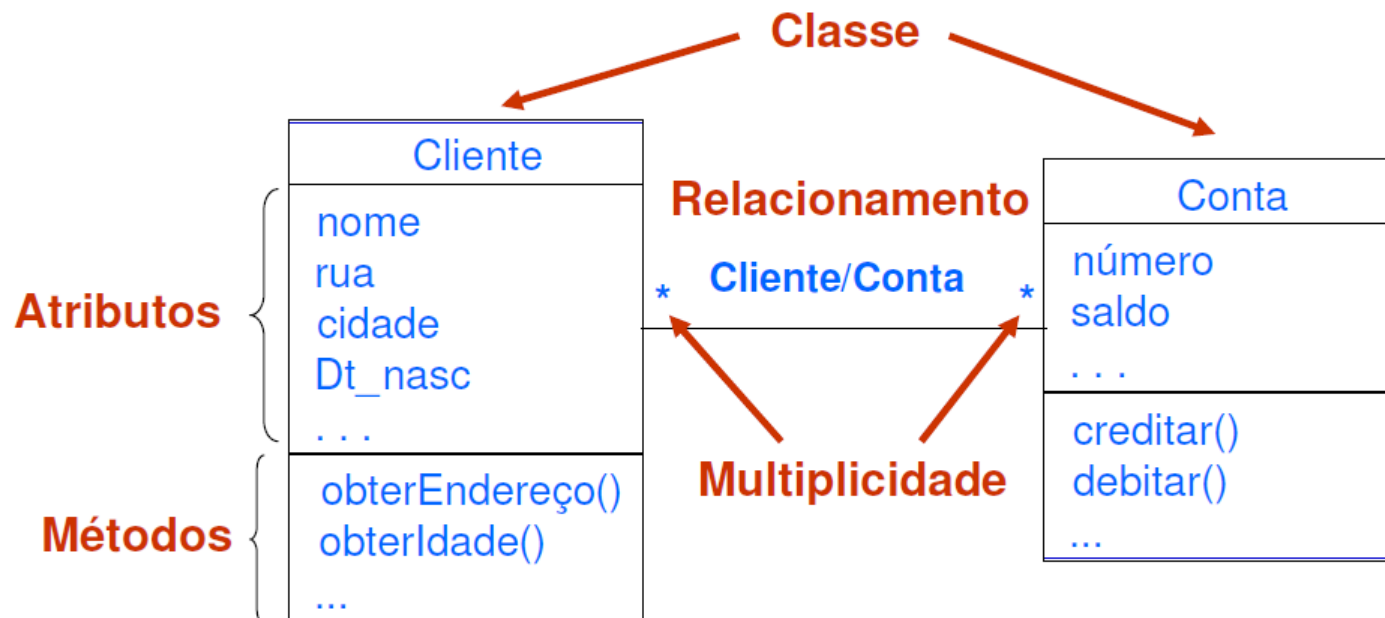 Classe
Cliente
Atributos
nome
rua
cidade
Dt_nasc
. . .
Métodos
obterEndereço()
obterIdade()
...
Relacionamento
Cliente/Conta
* *
Multiplicidade
Conta
número
saldo
. . .
creditar()
debitar()
...